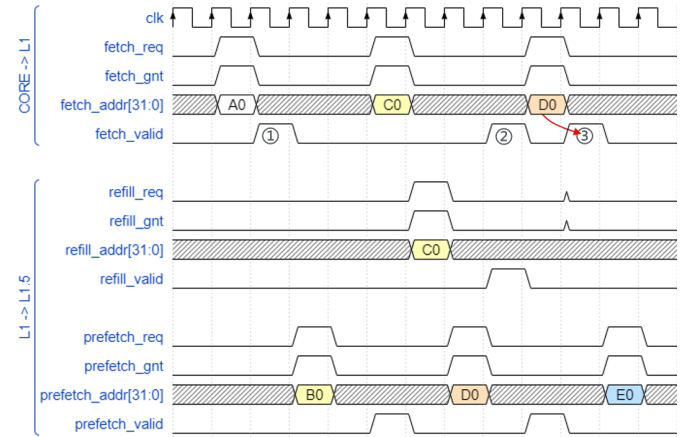 CORE -> L1
clk
fetch_req
fetch_gnt
fetch_addr[31:0] A0 C0 D0
fetch_valid ① ② ③
L1 -> L1.5
refill_req
refill_gnt
refill_addr[31:0] C0
refill_valid
prefetch_req
prefetch_gnt
prefetch_addr[31:0] B0 D0 E0
prefetch_valid